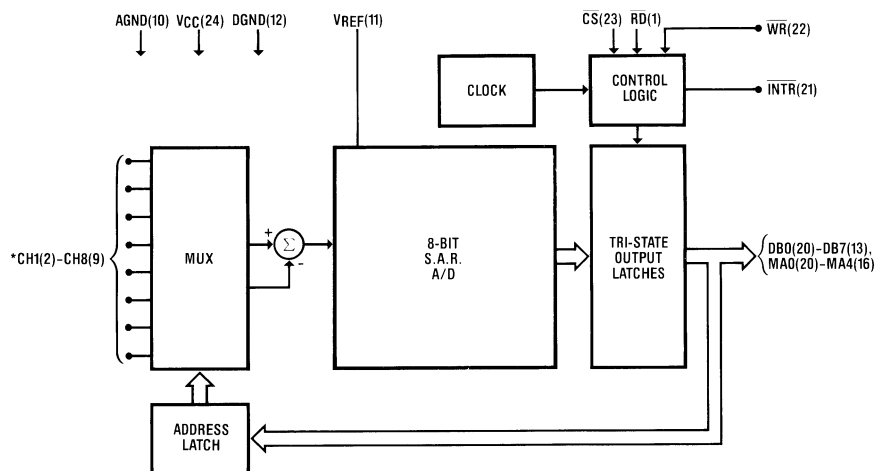 AGND(10) VCC(24) DGND(12) VREF(11) CS(23) RD(1)
WR(22)
CLOCK
CONTROL
LOGIC
INTR(21)
*CH1(2)-CH8(9)
MUX
+
Σ
-
8-BIT
S.A.R.
A/D
TRI-STATE
OUTPUT
LATCHES
DB0(20)-DB7(13),
MA0(20)-MA4(16)
ADDRESS
LATCH